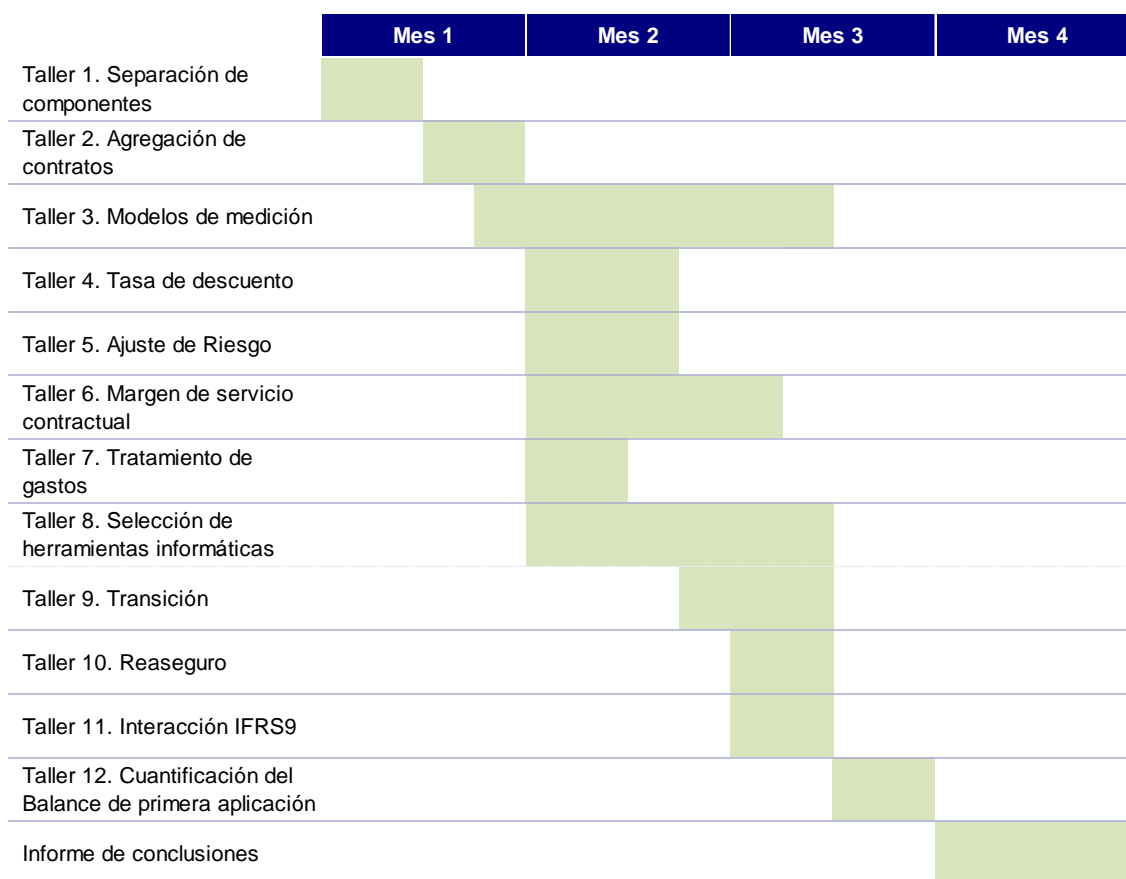 Mes 1 Mes 2 Mes 3 Mes 4
Taller 1. Separación de
componentes
Taller 2. Agregación de
contratos
Taller 3. Modelos de medición
Taller 4. Tasa de descuento
Taller 5. Ajuste de Riesgo
Taller 6. Margen de servicio
contractual
Taller 7. Tratamiento de
gastos
Taller 8. Selección de
herramientas informáticas
Taller 9. Transición
Taller 10. Reaseguro
Taller 11. Interacción IFRS9
Taller 12. Cuantificación del
Balance de primera aplicación
Informe de conclusiones